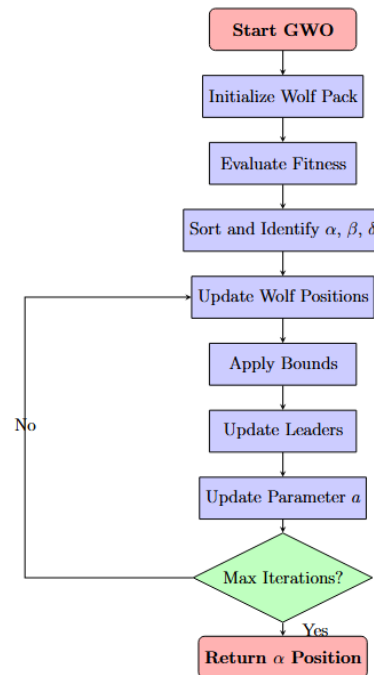 Start GWO
Initialize Wolf Pack
Evaluate Fitness
Sort and Identify α, β, δ
Update Wolf Positions
Apply Bounds
No
Update Leaders
Update Parameter a
Max Iterations?
Yes
Return α Position